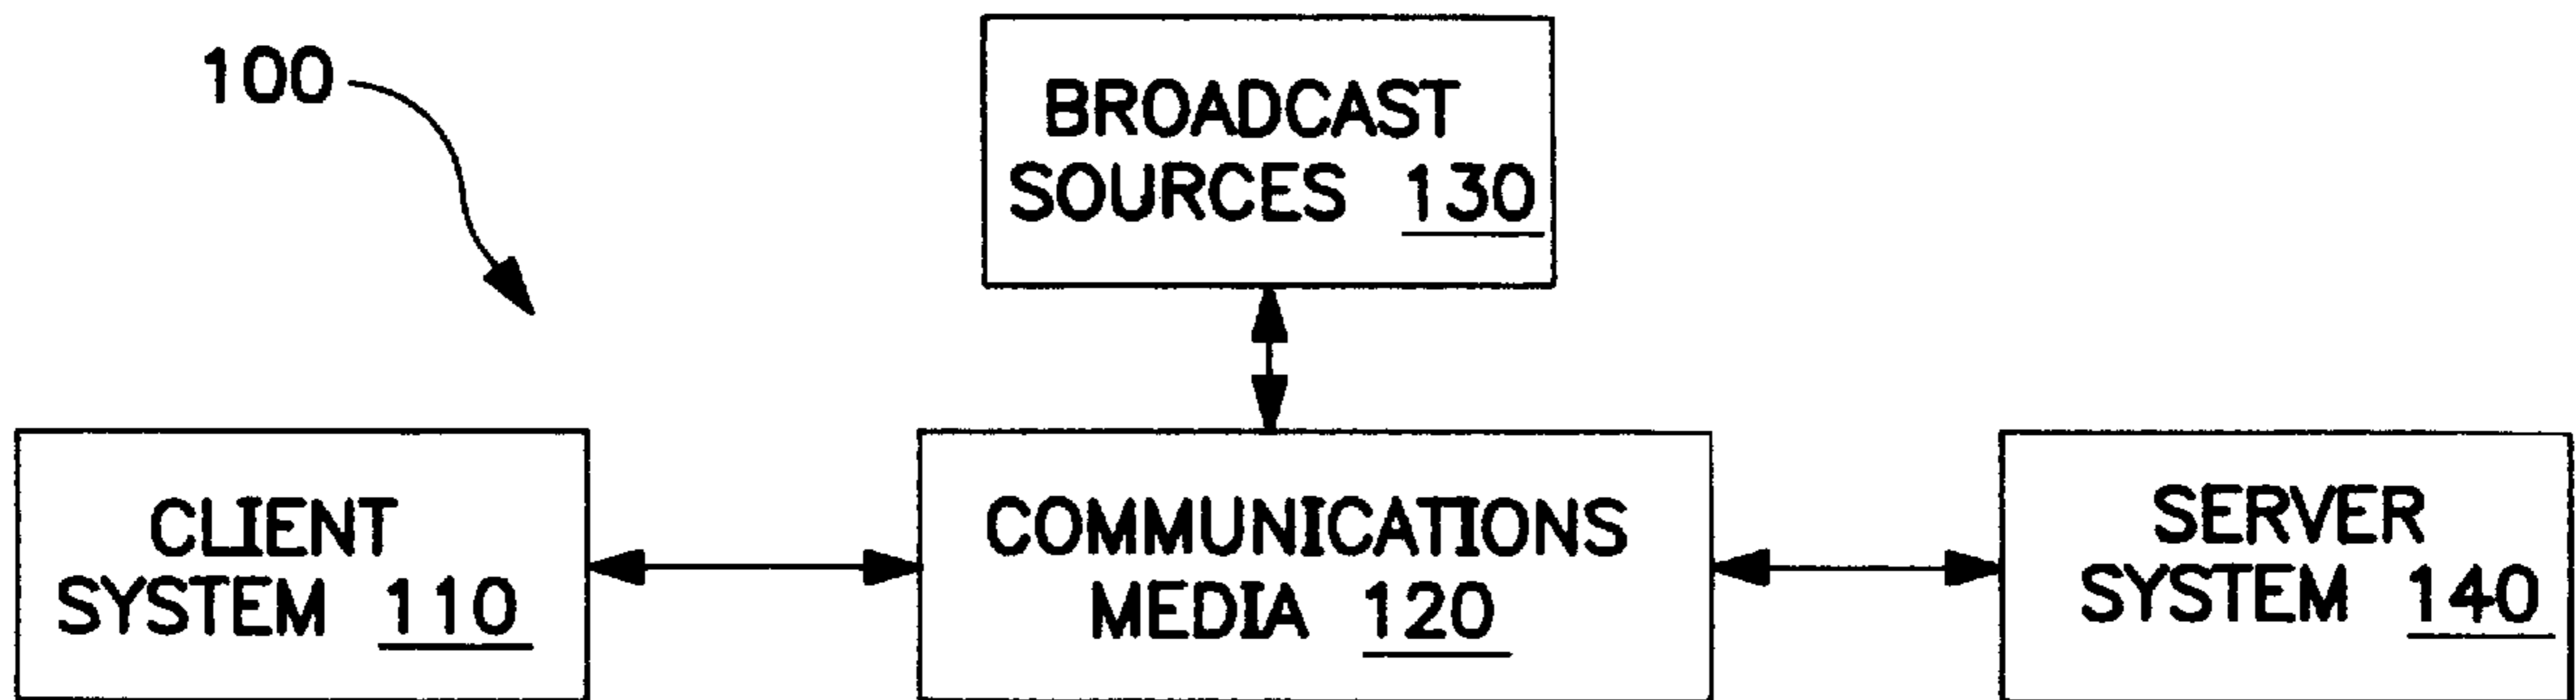 100
BROADCAST
SOURCES 130
CLIENT
SYSTEM 110
COMMUNICATIONS
MEDIA 120
SERVER
SYSTEM 140